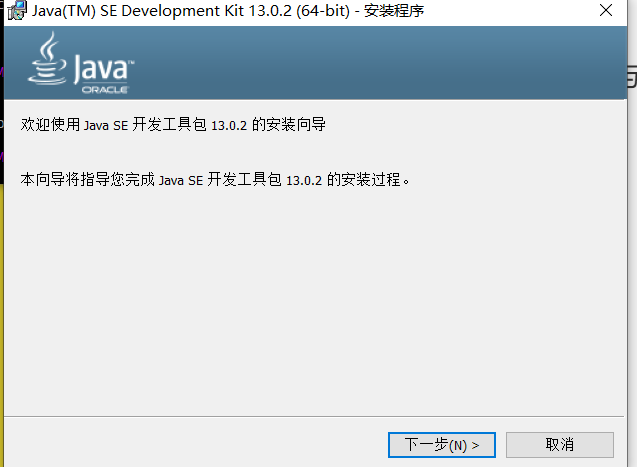 Java(TM) SE Development Kit 13.0.2 (64-bit) - 安装程序
Java™
ORACLE
欢迎使用 Java SE 开发工具包 13.0.2 的安装向导
本向导将指导您完成 Java SE 开发工具包 13.0.2 的安装过程。
下一步(N) >
取消